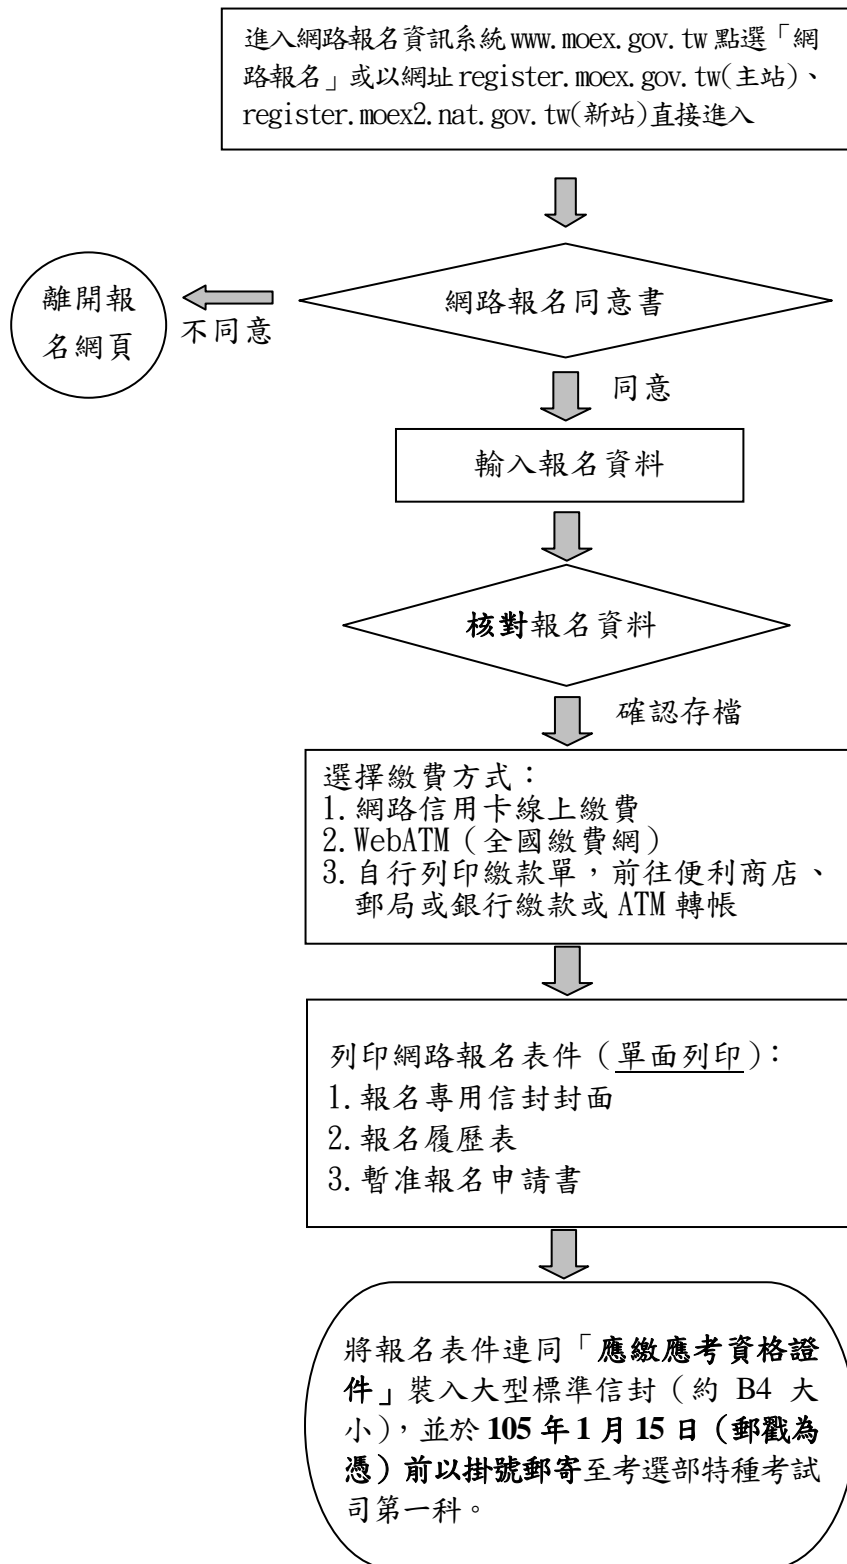 進入網路報名資訊系統 www.moex.gov.tw 點選「網
路報名」或以網址 register.moex.gov.tw(主站)、
register.moex2.nat.gov.tw(新站)直接進入
網路報名同意書
離開報
名網頁
不同意
同意
輸入報名資料
核對報名資料
確認存檔
選擇繳費方式：
1.網路信用卡線上繳費
2.WebATM（全國繳費網）
3.自行列印繳款單，前往便利商店、
郵局或銀行繳款或 ATM 轉帳
列印網路報名表件（單面列印）：
1.報名專用信封封面
2.報名履歷表
3.暫准報名申請書
將報名表件連同「應繳應考資格證
件」裝入大型標準信封（約 B4 大
小），並於 105 年 1 月 15 日（郵戳為
憑）前以掛號郵寄至考選部特種考試
司第一科。